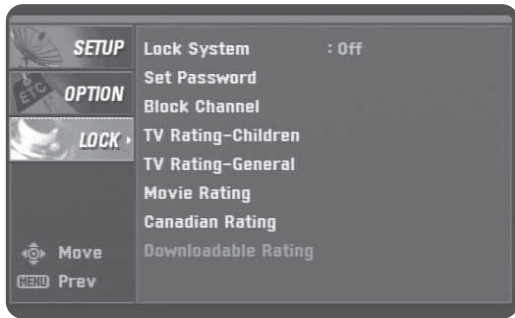 SETUP
ETC OPTION
LOCK
Lock System : Off
Set Password
Block Channel
TV Rating-Children
TV Rating-General
Movie Rating
Canadian Rating
Downloadable Rating
Move
MENU Prev